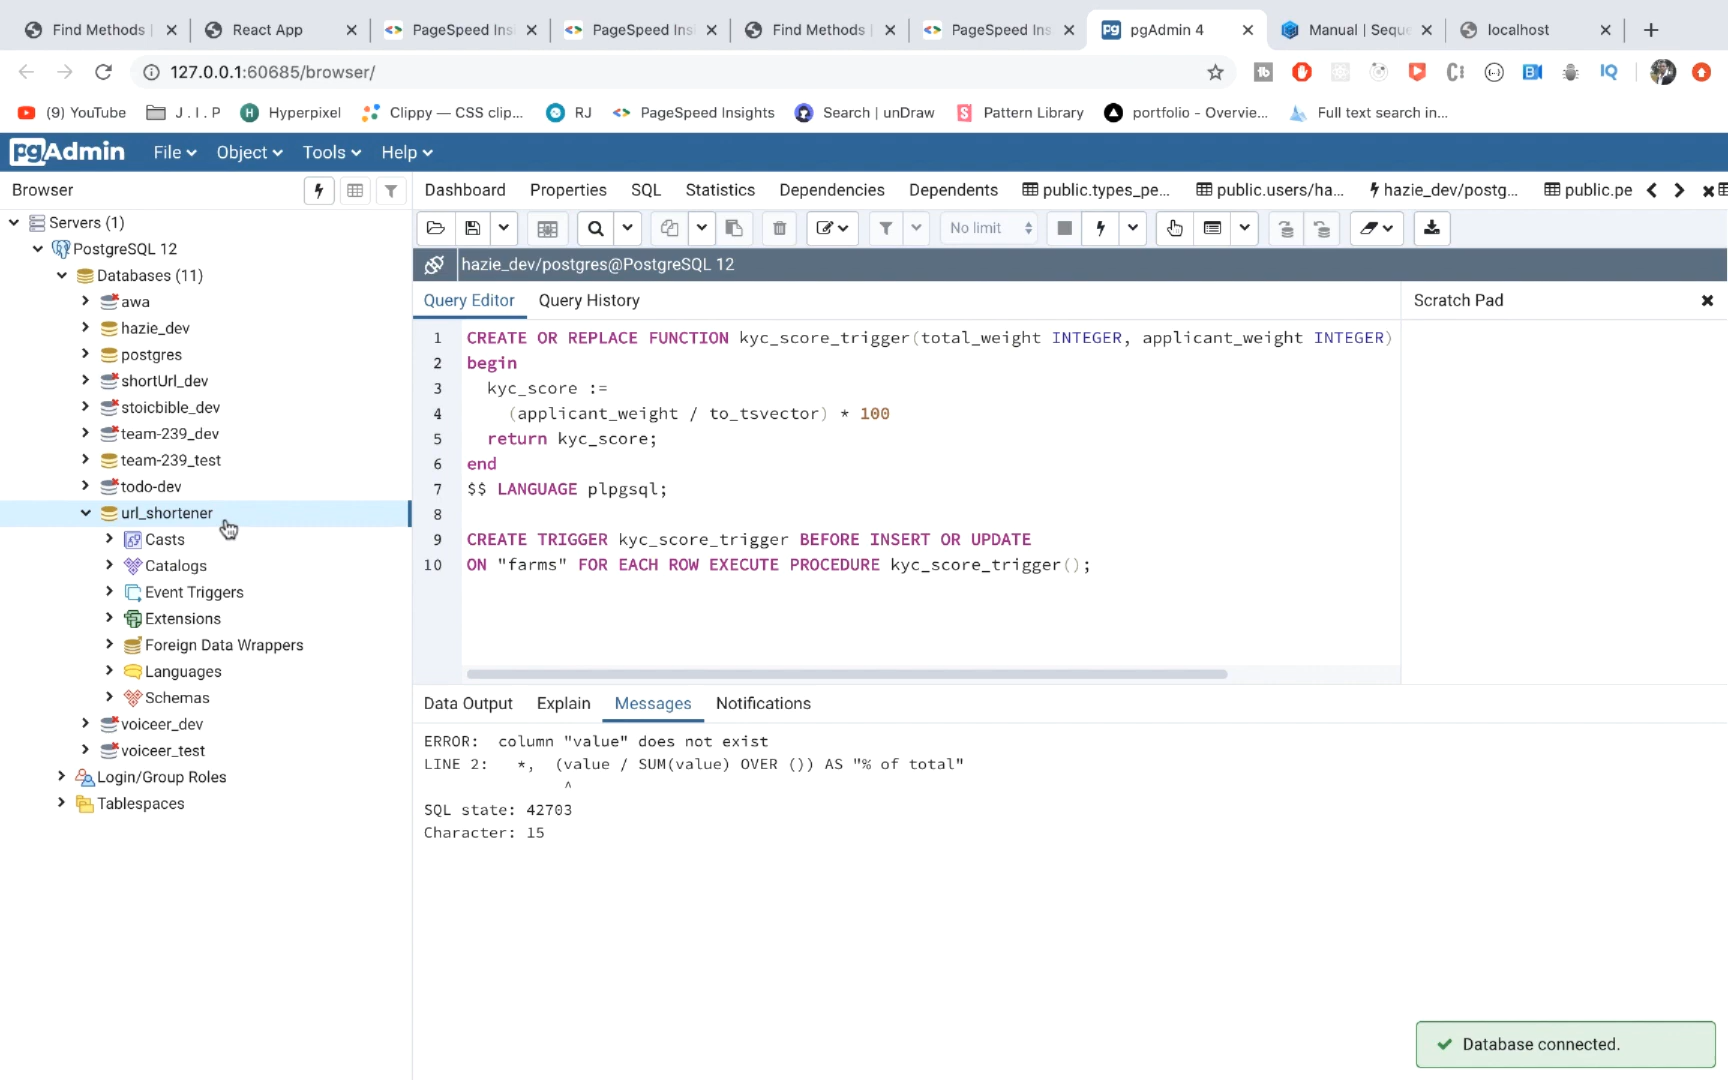 Find Methods
React App
PageSpeed Ins
PageSpeed Ins
Find Methods
PageSpeed Ins
pgAdmin 4
Manual | Seque
localhost
127.0.0.1:60685/browser/
(9) YouTube
J . I . P
Hyperpixel
Clippy — CSS clip...
RJ
PageSpeed Insights
Search | unDraw
Pattern Library
portfolio - Overvie...
Full text search in...
pgAdmin
File
Object
Tools
Help
Browser
Dashboard
Properties
SQL
Statistics
Dependencies
Dependents
public.types_pe...
public.users/ha...
hazie_dev/postg...
public.pe
No limit
hazie_dev/postgres@PostgreSQL 12
Servers (1)
PostgreSQL 12
Databases (11)
awa
hazie_dev
postgres
shortUrl_dev
stoicbible_dev
team-239_dev
team-239_test
todo-dev
url_shortener
Casts
Catalogs
Event Triggers
Extensions
Foreign Data Wrappers
Languages
Schemas
voiceer_dev
voiceer_test
Login/Group Roles
Tablespaces
Query Editor
Query History
Scratch Pad
1 CREATE OR REPLACE FUNCTION kyc_score_trigger(total_weight INTEGER, applicant_weight INTEGER)
2 begin
3 kyc_score :=
4 (applicant_weight / to_tsvector) * 100
5 return kyc_score;
6 end
7 $$ LANGUAGE plpgsql;
8
9 CREATE TRIGGER kyc_score_trigger BEFORE INSERT OR UPDATE
10 ON "farms" FOR EACH ROW EXECUTE PROCEDURE kyc_score_trigger();
Data Output
Explain
Messages
Notifications
ERROR: column "value" does not exist
LINE 2: *, (value / SUM(value) OVER ()) AS "% of total"
^
SQL state: 42703
Character: 15
Database connected.